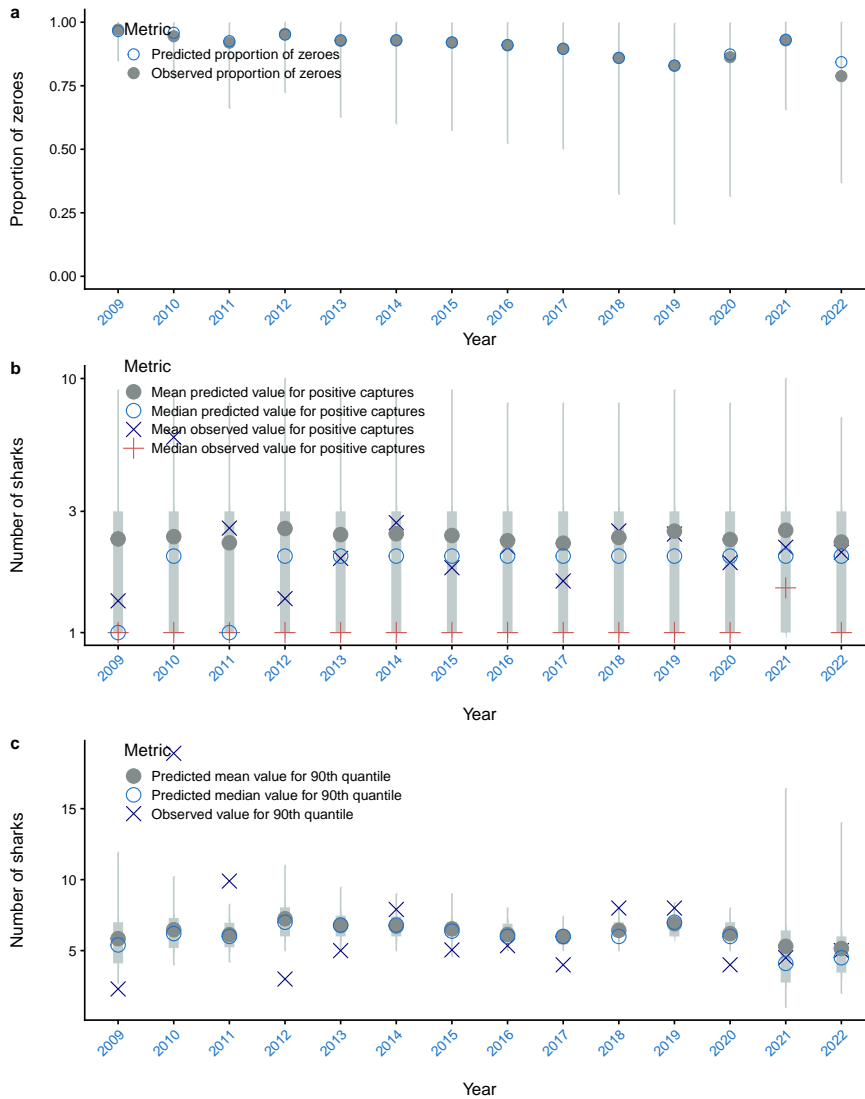 a
Metric
Predicted proportion of zeroes
Observed proportion of zeroes
Proportion of zeroes
1.00
0.75
0.50
0.25
0.00
2009 2010 2011 2012 2013 2014 2015 2016 2017 2018 2019 2020 2021 2022
Year
b
Metric
Mean predicted value for positive captures
Median predicted value for positive captures
Mean observed value for positive captures
Median observed value for positive captures
Number of sharks
10
3
1
2009 2010 2011 2012 2013 2014 2015 2016 2017 2018 2019 2020 2021 2022
Year
c
Metric
Predicted mean value for 90th quantile
Predicted median value for 90th quantile
Observed value for 90th quantile
Number of sharks
15
10
5
2009 2010 2011 2012 2013 2014 2015 2016 2017 2018 2019 2020 2021 2022
Year